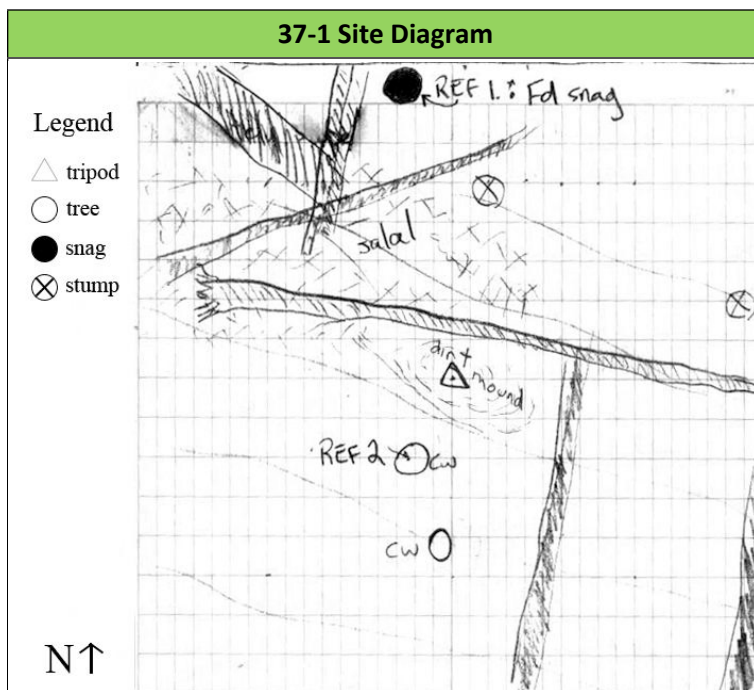 37-1 Site Diagram
Legend
tripod
tree
snag
stump
N↑
REF 1: Fd snag
salal
dirt
mound
REF 2
cw
cw